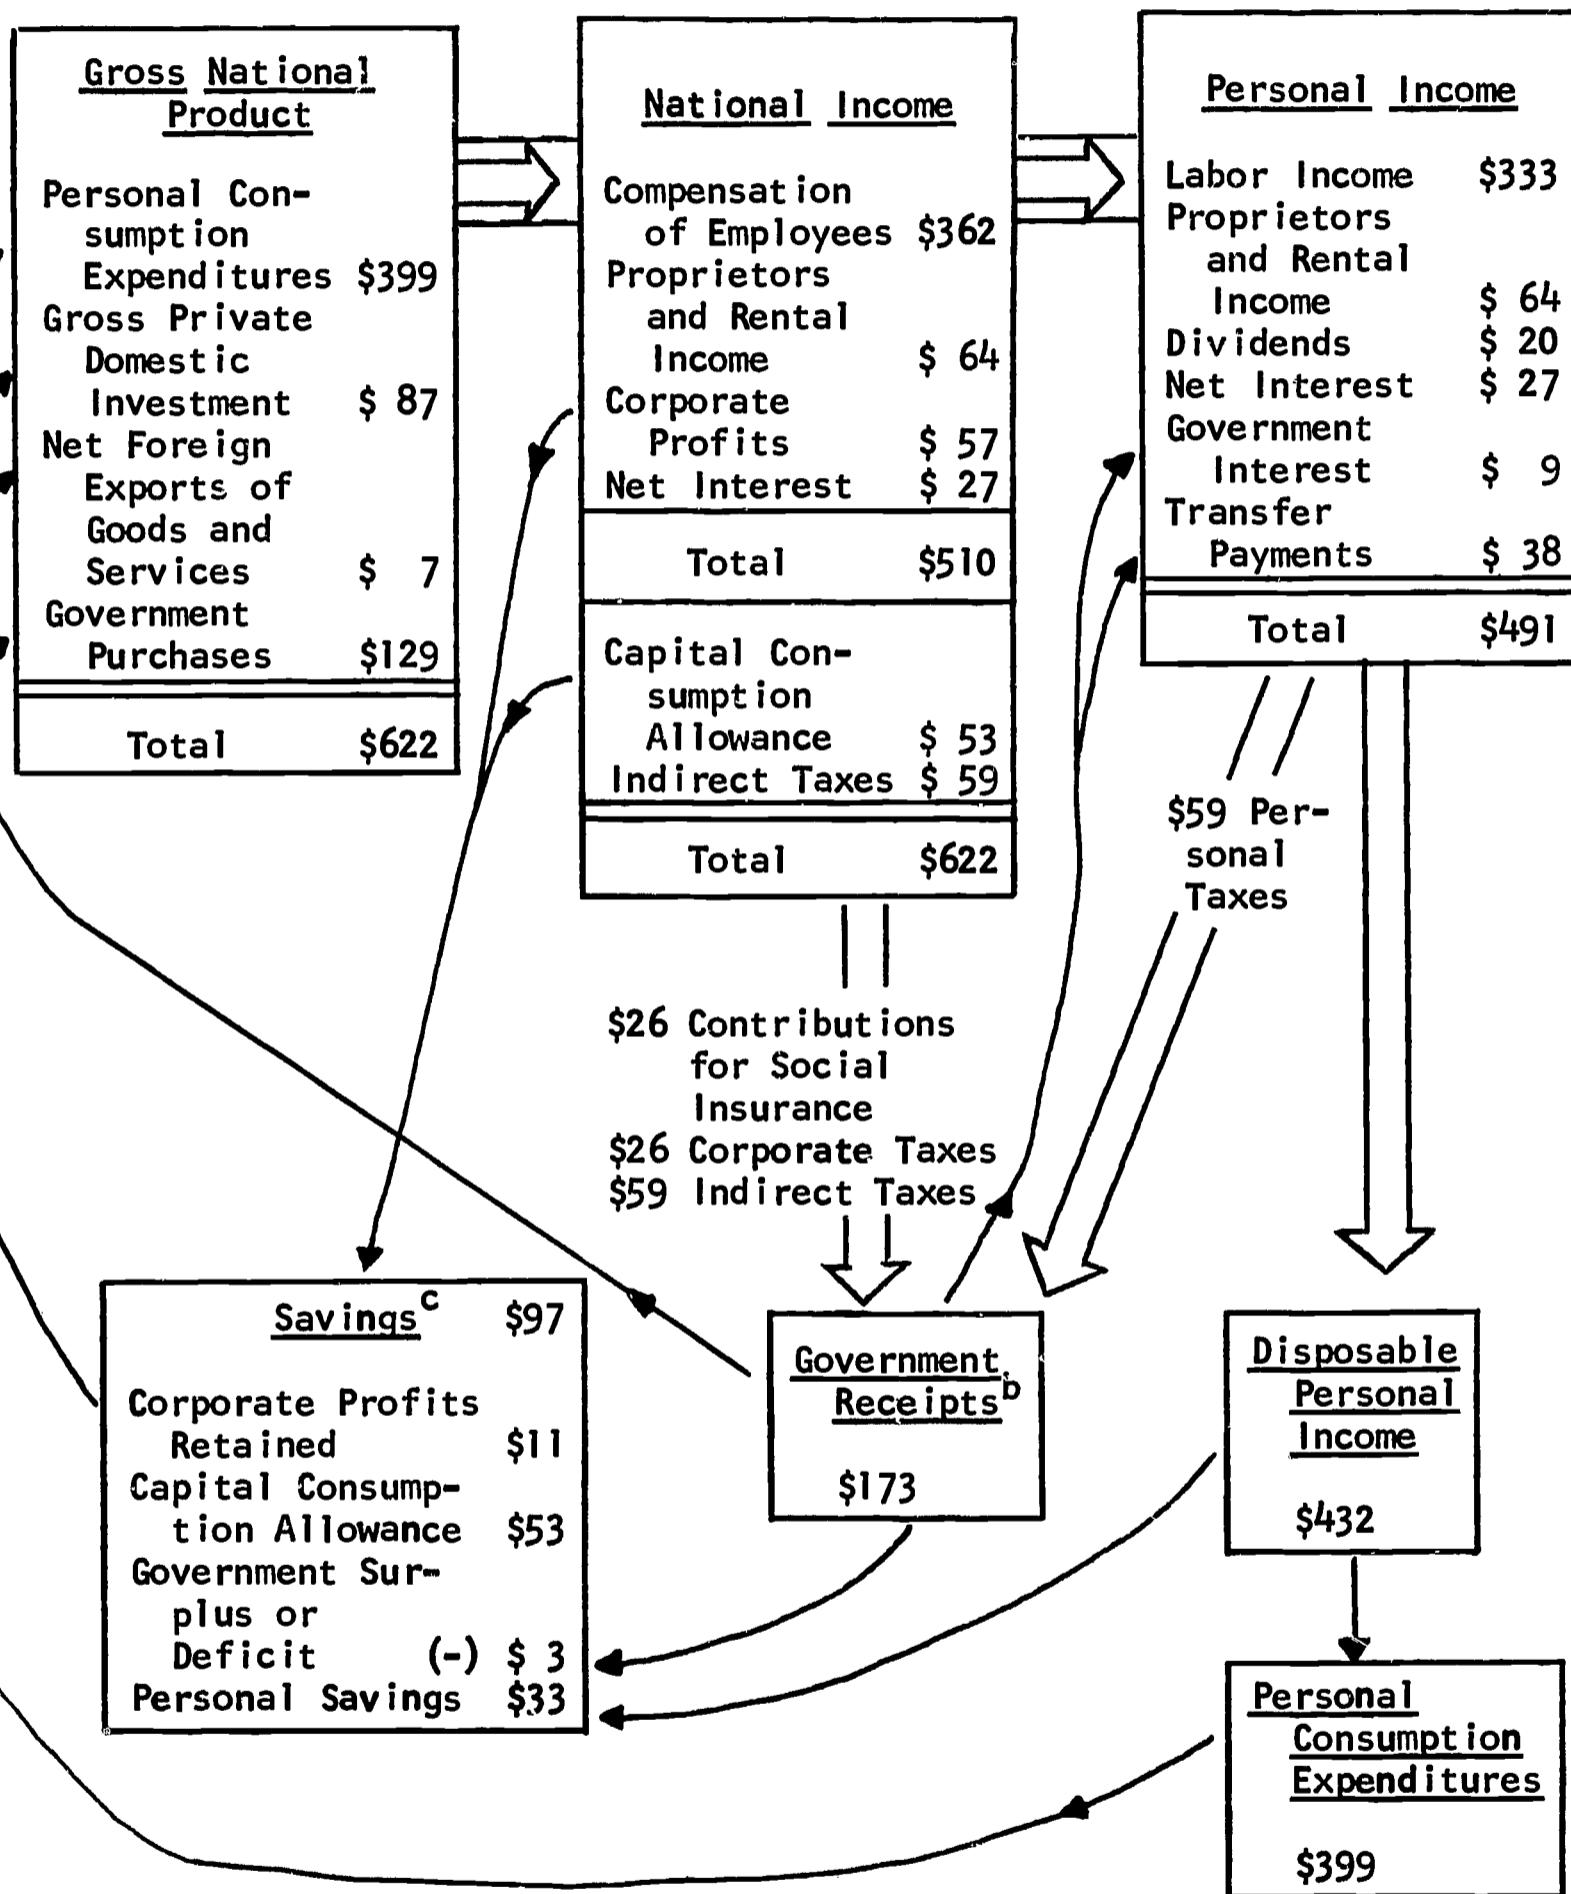 Gross National
Product
Personal Con-
sumption
Expenditures $399
Gross Private
Domestic
Investment $ 87
Net Foreign
Exports of
Goods and
Services $ 7
Government
Purchases $129
Total $622
National Income
Compensation
of Employees $362
Proprietors
and Rental
Income $ 64
Corporate
Profits $ 57
Net Interest $ 27
Total $510
Capital Con-
sumption
Allowance $ 53
Indirect Taxes $ 59
Total $622
Personal Income
Labor Income $333
Proprietors
and Rental
Income $ 64
Dividends $ 20
Net Interest $ 27
Government
Interest $ 9
Transfer
Payments $ 38
Total $491
$59 Per-
sonal
Taxes
$26 Contributions
for Social
Insurance
$26 Corporate Taxes
$59 Indirect Taxes
Savings c $97
Corporate Profits
Retained $11
Capital Consump-
tion Allowance $53
Government Sur-
plus or
Deficit (-) $ 3
Personal Savings $33
Government
Receipts b
$173
Disposable
Personal
Income
$432
Personal
Consumption
Expenditures
$399